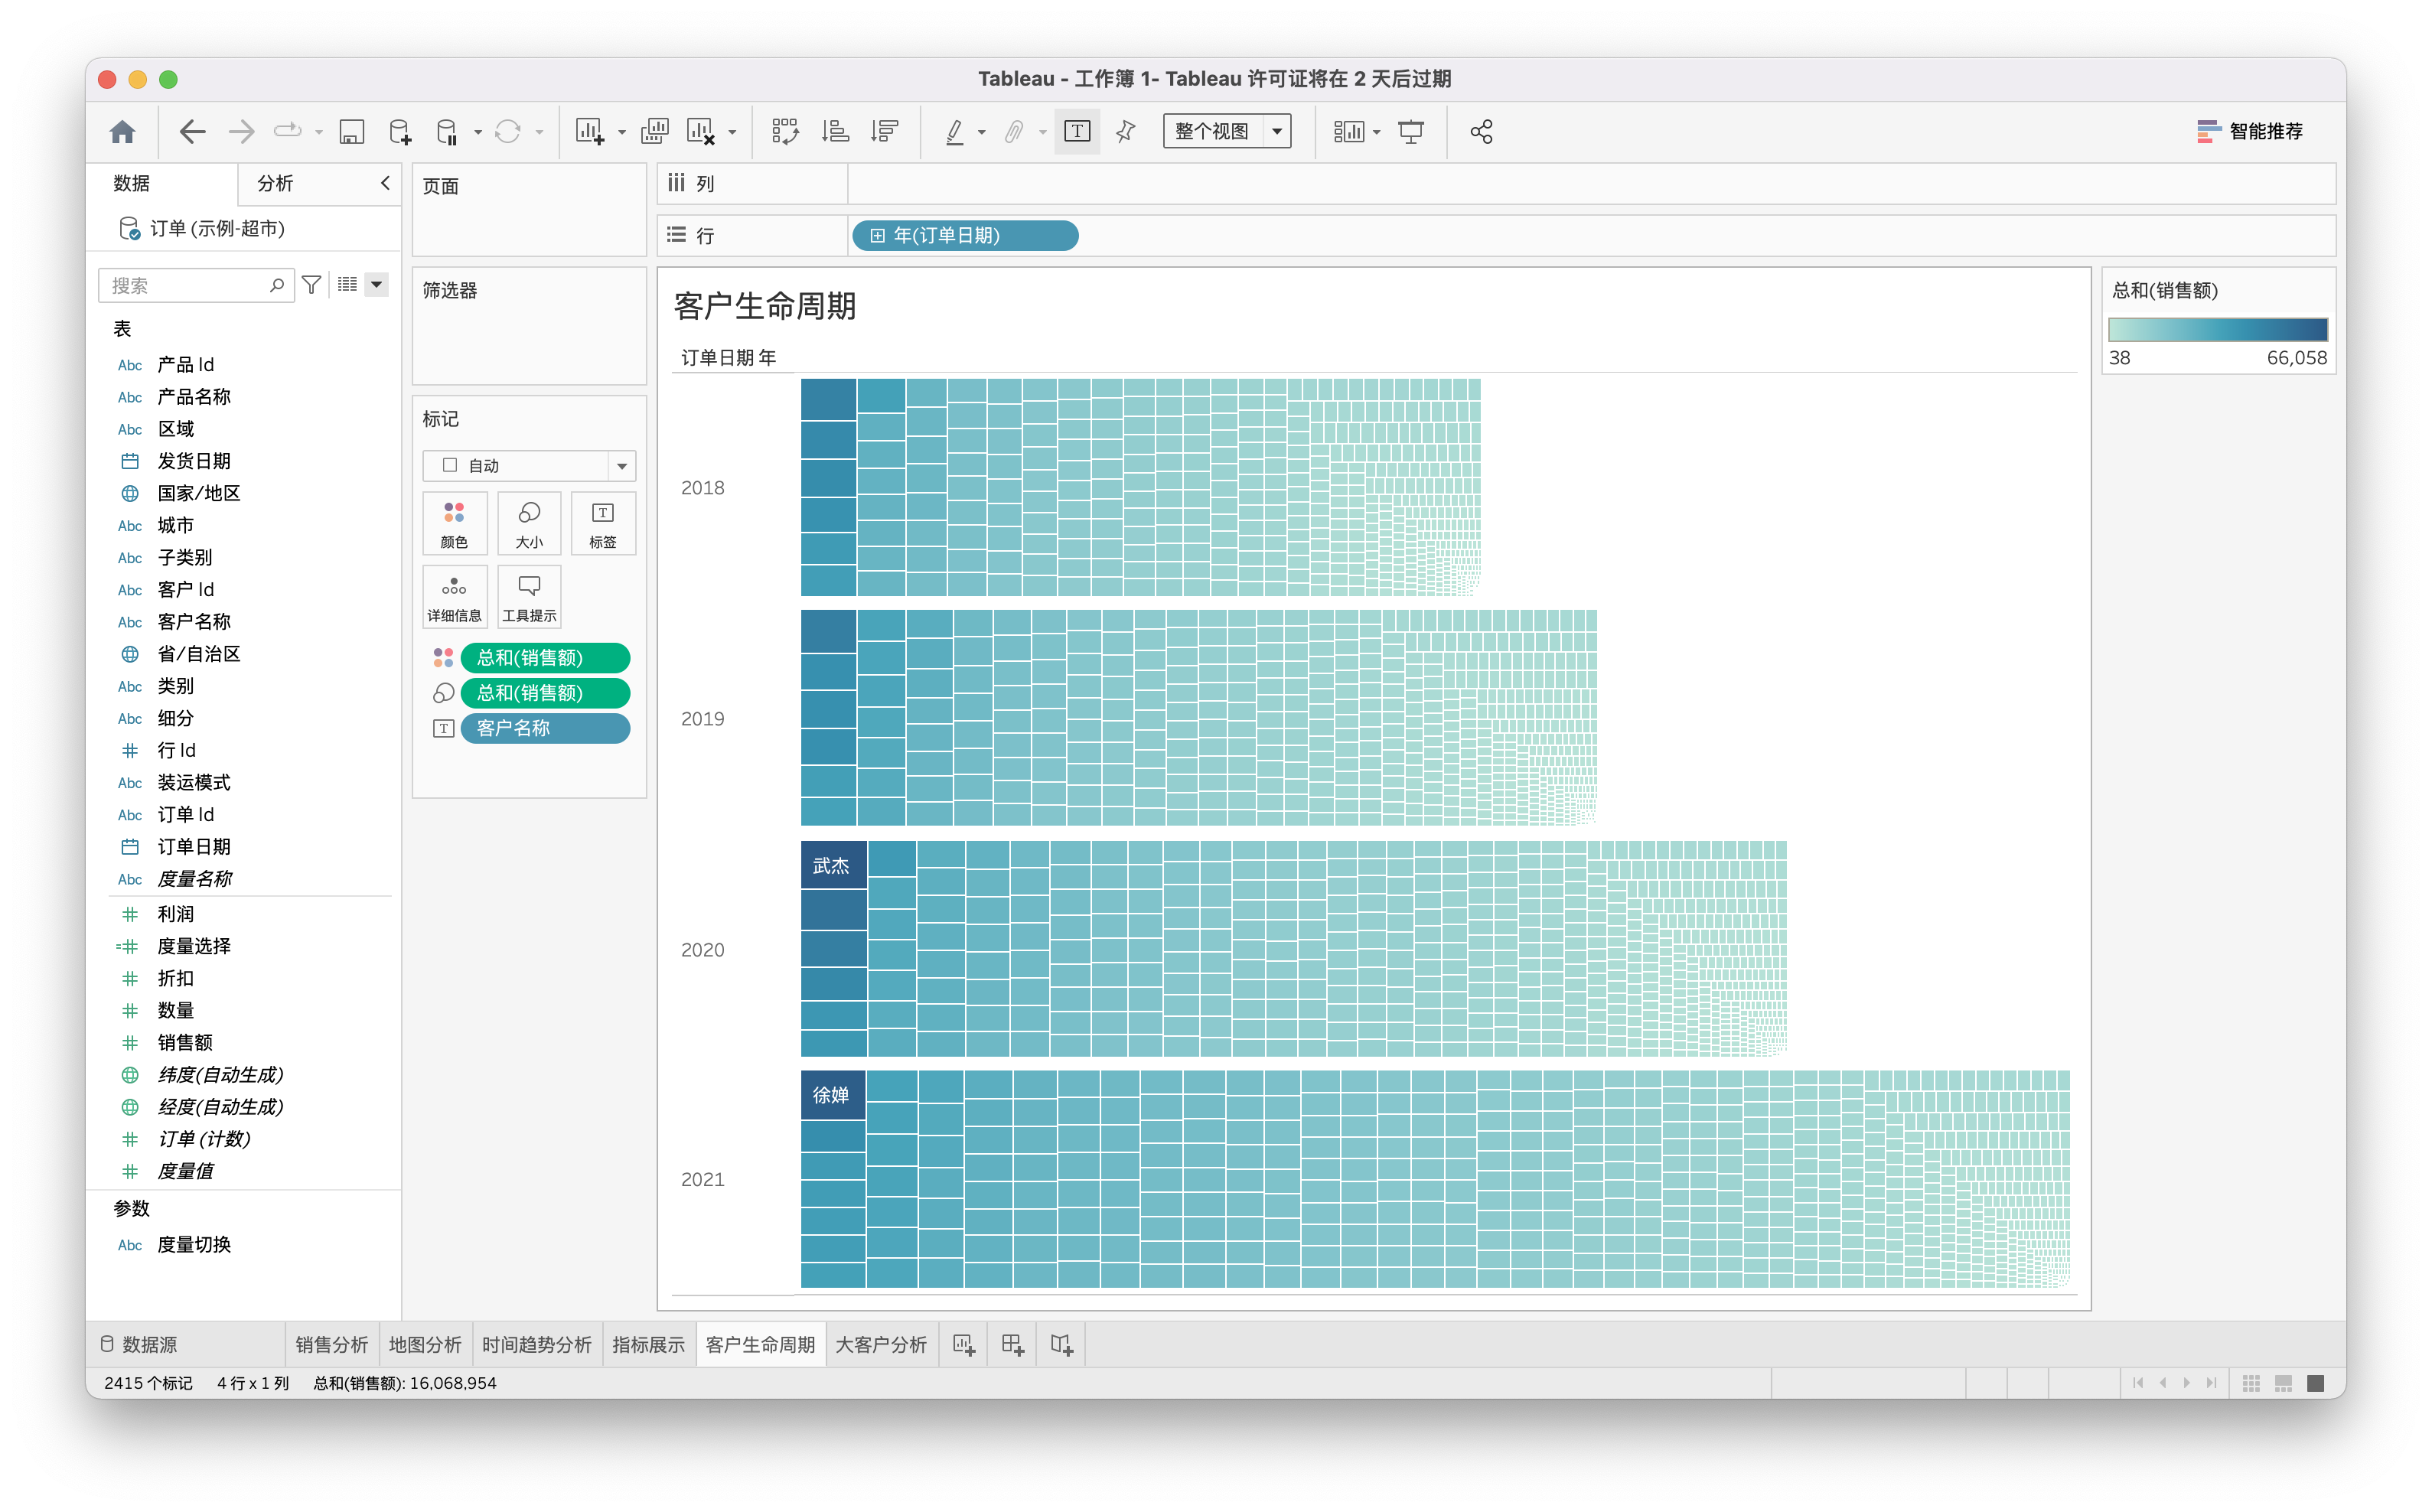 Tableau - 工作簿 1- Tableau 许可证将在 2 天后过期
整个视图
智能推荐
数据
分析
订单 (示例-超市)
搜索
表
Abc 产品 Id
Abc 产品名称
Abc 区域
发货日期
国家/地区
Abc 城市
Abc 子类别
Abc 客户 Id
Abc 客户名称
省/自治区
Abc 类别
Abc 细分
行 Id
Abc 装运模式
Abc 订单 Id
订单日期
Abc 度量名称
利润
度量选择
折扣
数量
销售额
纬度(自动生成)
经度(自动生成)
订单 (计数)
度量值
参数
Abc 度量切换
页面
筛选器
标记
自动
颜色
大小
标签
详细信息
工具提示
总和(销售额)
总和(销售额)
客户名称
列
行
年(订单日期)
客户生命周期
订单日期 年
2018
2019
2020
武杰
2021
徐婵
总和(销售额)
38 66,058
数据源
销售分析
地图分析
时间趋势分析
指标展示
客户生命周期
大客户分析
2415 个标记 4 行 x 1 列 总和(销售额): 16,068,954